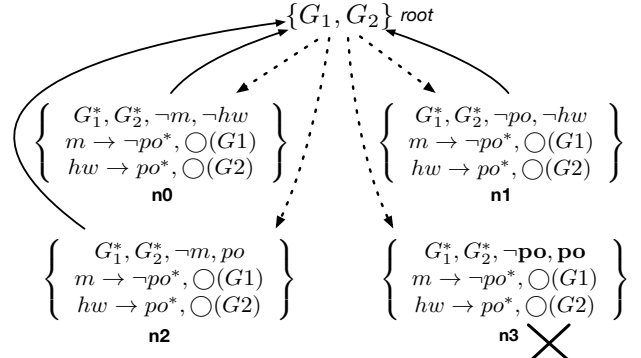 {G₁, G₂} root
G₁*, G₂*, ¬m, ¬hw
m → ¬po*, ◯(G1)
hw → po*, ◯(G2)
n0
G₁*, G₂*, ¬po, ¬hw
m → ¬po*, ◯(G1)
hw → po*, ◯(G2)
n1
G₁*, G₂*, ¬m, po
m → ¬po*, ◯(G1)
hw → po*, ◯(G2)
n2
G₁*, G₂*, ¬po, po
m → ¬po*, ◯(G1)
hw → po*, ◯(G2)
n3